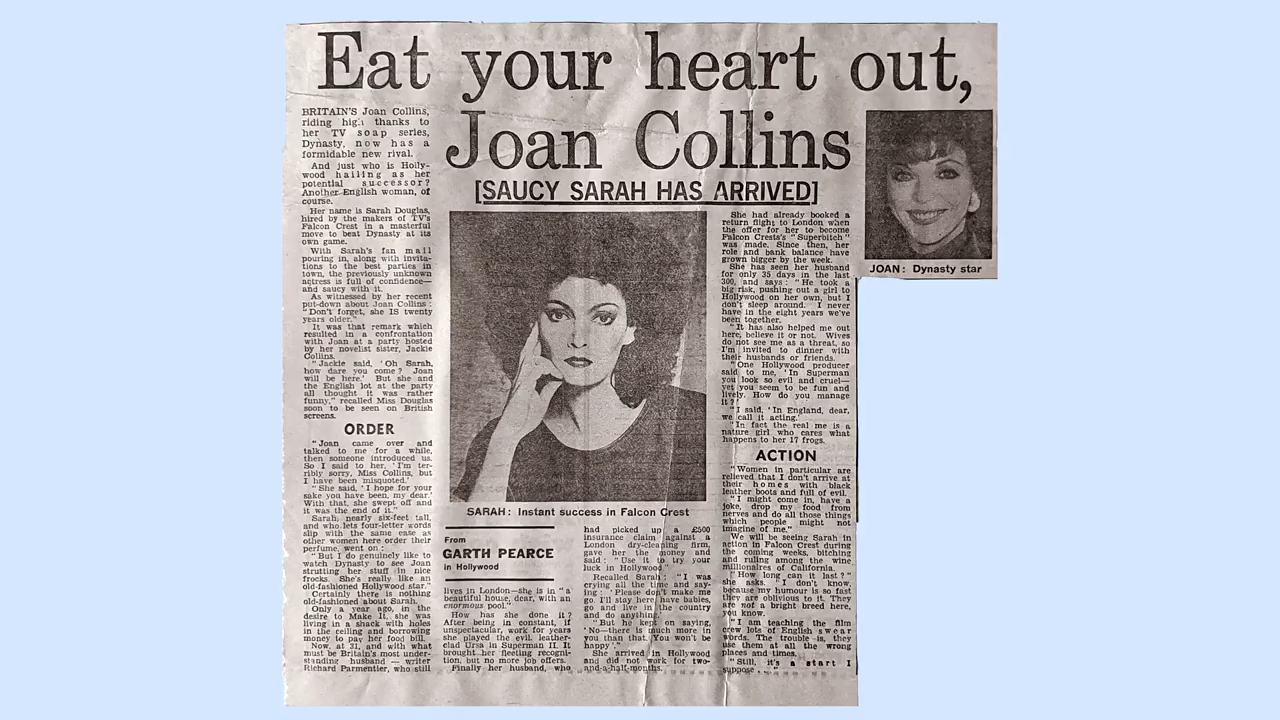 Eat your heart out,
Joan Collins
[SAUCY SARAH HAS ARRIVED]
BRITAIN'S Joan Collins,
riding high thanks to
her TV soap series,
Dynasty, now has a
formidable new rival.
And just who is Holly-
wood hailing as her
potential successor?
Another English woman, of
course.
Her name is Sarah Douglas,
hired by the makers of TV's
Falcon Crest in a masterful
move to beat Dynasty at its
own game.
With Sarah's fan mail
pouring in, along with invita-
tions to the best parties in
town, the previously unknown
actress is full of confidence—
and saucy with it.
As witnessed by her recent
put-down about Joan Collins :
"Don't forget, she IS twenty
years older."
It was that remark which
resulted in a confrontation
with Joan at a party hosted
by her novelist sister, Jackie
Collins.
"Jackie said, 'Oh Sarah,
how dare you come? Joan
will be here.' But she and
the English lot at the party
all thought it was rather
funny," recalled Miss Douglas
soon to be seen on British
screens.
ORDER
"Joan came over and
talked to me for a while,
then someone introduced us.
So I said to her, 'I'm ter-
ribly sorry, Miss Collins, but
I have been misquoted.'
"She said, 'I hope for your
sake you have been, my dear.'
With that, she swept off and
it was the end of it."
Sarah, nearly six-feet tall,
and who lets four-letter words
slip with the same ease as
other women here order their
perfume, went on :
"But I do genuinely like to
watch Dynasty to see Joan
strutting her stuff in nice
frocks. She's really like an
old-fashioned Hollywood star."
Certainly there is nothing
old-fashioned about Sarah.
Only a year ago, in the
desire to Make It, she was
living in a shack with holes
in the ceiling and borrowing
money to pay her food bill.
Now, at 31, and with what
must be Britain's most under-
standing husband — writer
Richard Parmentier, who still
SARAH : Instant success in Falcon Crest
From
GARTH PEARCE
in Hollywood
lives in London—she is in "a
beautiful house, dear, with an
enormous pool."
How has she done it?
After being in constant, if
unspectacular, work for years
she played the evil, leather-
clad Ursa in Superman II. It
brought her fleeting recogni-
tion, but no more job offers.
Finally her husband, who
had picked up a £500
insurance claim against a
London dry-cleaning firm,
gave her the money and
said : "Use it to try your
luck in Hollywood."
Recalled Sarah : "I was
crying all the time and say-
ing : 'Please don't make me
go. I'll stay here, have babies,
go and live in the country
and do anything.'
"But he kept on saying,
'No—there is much more in
you than that. You won't be
happy'."
She arrived in Hollywood
and did not work for two-
and-a-half-months.
She had already booked a
return flight to London when
the offer for her to become
Falcon Crests's "Superbitch"
was made. Since then, her
role and bank balance have
grown bigger by the week.
She has seen her husband
for only 35 days in the last
300, and says : "He took a
big risk, pushing out a girl to
Hollywood on her own, but I
don't sleep around. I never
have in the eight years we've
been together.
"It has also helped me out
here, believe it or not. Wives
do not see me as a threat, so
I'm invited to dinner with
their husbands or friends.
"One Hollywood producer
said to me, 'In Superman
you look so evil and cruel—
yet you seem to be fun and
lively. How do you manage
it?'
"I said, 'In England, dear,
we call it acting.'
"In fact the real me is a
nature girl who cares what
happens to her 17 frogs.
ACTION
"Women in particular are
relieved that I don't arrive at
their homes with black
leather boots and full of evil.
"I might come in, have a
joke, drop my food from
nerves and do all those things
which people might not
imagine of me."
We will be seeing Sarah in
action in Falcon Crest during
the coming weeks, bitching
and ruling among the wine
millionaires of California.
"How long can it last?"
she asks. "I don't know,
because my humour is so fast
they are oblivious to it. They
are not a bright breed here,
you know.
"I am teaching the film
crew lots of English swear
words. The trouble is, they
use them at all the wrong
places and times.
"Still, it's a start I
suppose . . ."
JOAN : Dynasty star